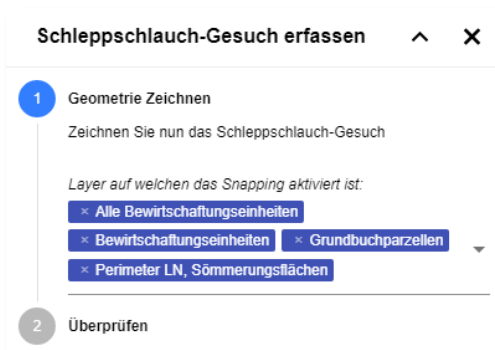 Schleppschlauch-Gesuch erfassen
1 Geometrie Zeichnen
Zeichnen Sie nun das Schleppschlauch-Gesuch
Layer auf welchen das Snapping aktiviert ist:
× Alle Bewirtschaftungseinheiten
× Bewirtschaftungseinheiten × Grundbuchparzellen
× Perimeter LN, Sömmerungsflächen
2 Überprüfen